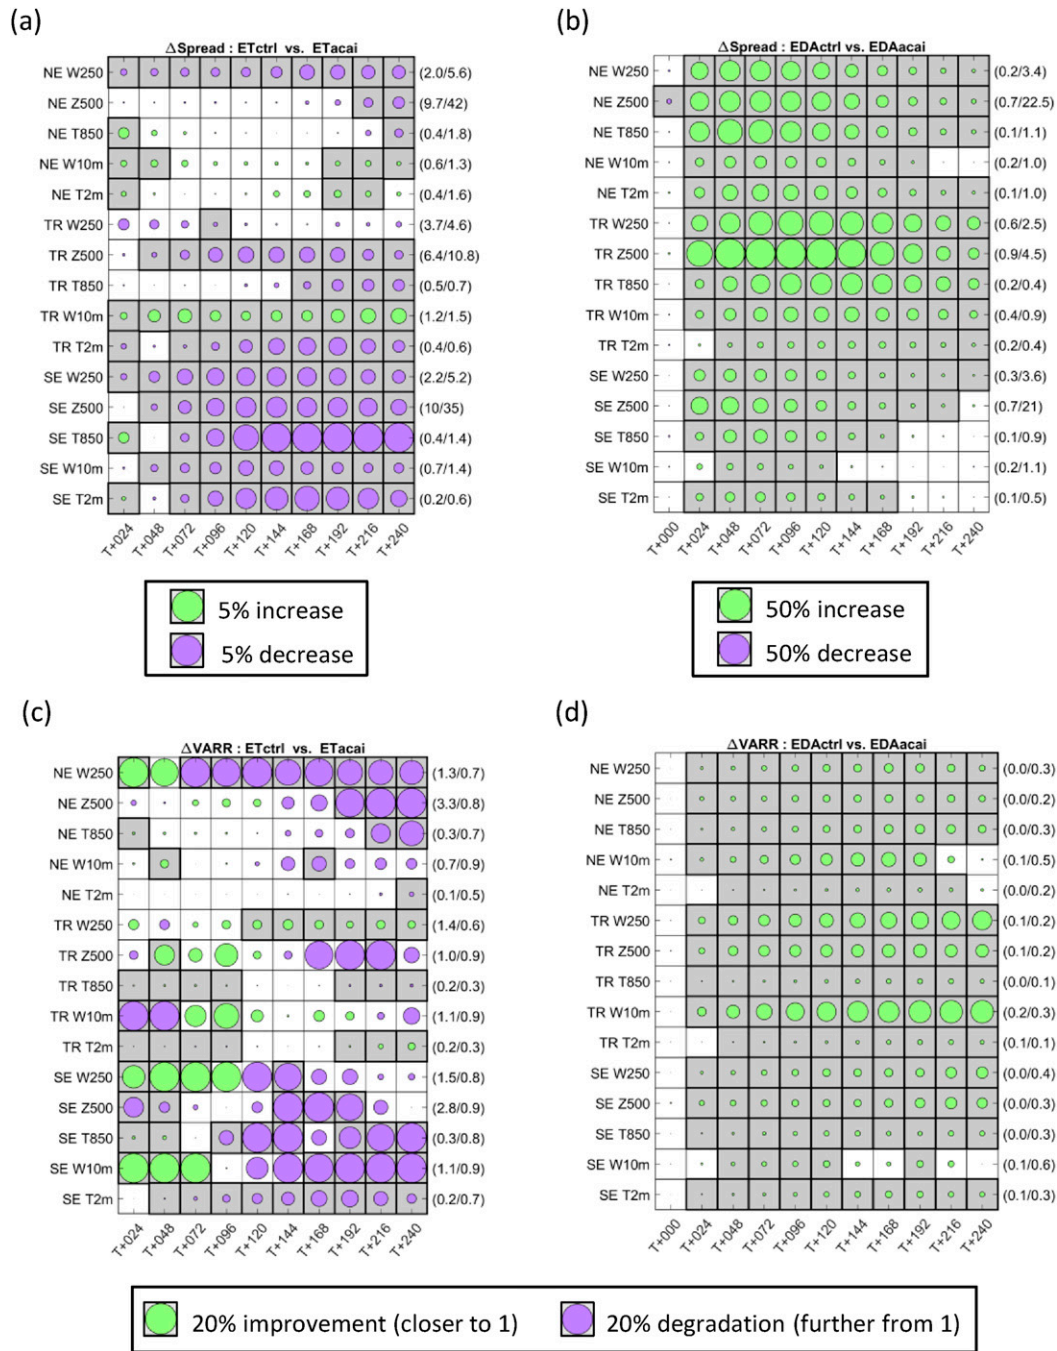 (a)
ΔSpread : ETctrl vs. ETacai
NE W250 (2.0/5.6)
NE Z500 (9.7/42)
NE T850 (0.4/1.8)
NE W10m (0.6/1.3)
NE T2m (0.4/1.6)
TR W250 (3.7/4.6)
TR Z500 (6.4/10.8)
TR T850 (0.5/0.7)
TR W10m (1.2/1.5)
TR T2m (0.4/0.6)
SE W250 (2.2/5.2)
SE Z500 (10/35)
SE T850 (0.4/1.4)
SE W10m (0.7/1.4)
SE T2m (0.2/0.6)
T+024 T+048 T+072 T+096 T+120 T+144 T+168 T+192 T+216 T+240
5% increase
5% decrease
(b)
ΔSpread : EDActrl vs. EDAacai
NE W250 (0.2/3.4)
NE Z500 (0.7/22.5)
NE T850 (0.1/1.1)
NE W10m (0.2/1.0)
NE T2m (0.1/1.0)
TR W250 (0.6/2.5)
TR Z500 (0.9/4.5)
TR T850 (0.2/0.4)
TR W10m (0.4/0.9)
TR T2m (0.2/0.4)
SE W250 (0.3/3.6)
SE Z500 (0.7/21)
SE T850 (0.1/0.9)
SE W10m (0.2/1.1)
SE T2m (0.1/0.5)
T+000 T+024 T+048 T+072 T+096 T+120 T+144 T+168 T+192 T+216 T+240
50% increase
50% decrease
(c)
ΔVARR : ETctrl vs. ETacai
NE W250 (1.3/0.7)
NE Z500 (3.3/0.8)
NE T850 (0.3/0.7)
NE W10m (0.7/0.9)
NE T2m (0.1/0.5)
TR W250 (1.4/0.6)
TR Z500 (1.0/0.9)
TR T850 (0.2/0.3)
TR W10m (1.1/0.9)
TR T2m (0.2/0.3)
SE W250 (1.5/0.8)
SE Z500 (2.8/0.9)
SE T850 (0.3/0.8)
SE W10m (1.1/0.9)
SE T2m (0.2/0.7)
T+024 T+048 T+072 T+096 T+120 T+144 T+168 T+192 T+216 T+240
(d)
ΔVARR : EDActrl vs. EDAacai
NE W250 (0.0/0.3)
NE Z500 (0.0/0.2)
NE T850 (0.0/0.3)
NE W10m (0.1/0.5)
NE T2m (0.0/0.2)
TR W250 (0.1/0.2)
TR Z500 (0.1/0.2)
TR T850 (0.0/0.1)
TR W10m (0.2/0.3)
TR T2m (0.1/0.1)
SE W250 (0.0/0.4)
SE Z500 (0.0/0.3)
SE T850 (0.0/0.3)
SE W10m (0.1/0.6)
SE T2m (0.1/0.3)
T+000 T+024 T+048 T+072 T+096 T+120 T+144 T+168 T+192 T+216 T+240
20% improvement (closer to 1) 20% degradation (further from 1)